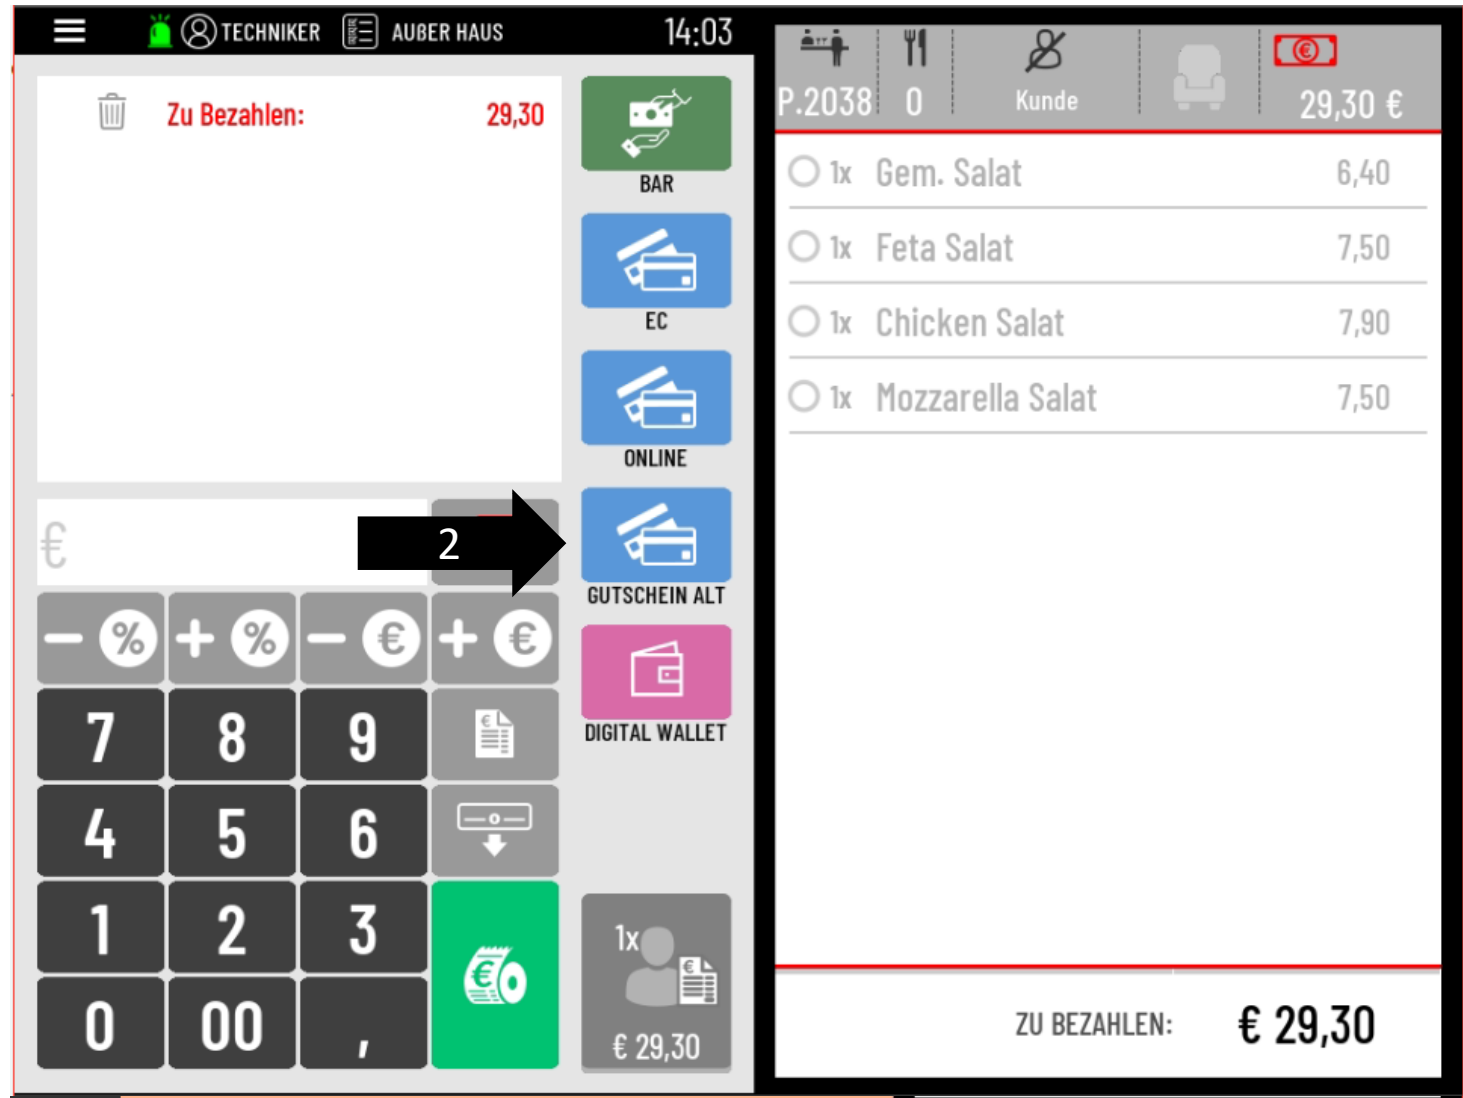 TECHNIKER AUßER HAUS 14:03
Zu Bezahlen: 29,30
BAR
EC
ONLINE
2
€
GUTSCHEIN ALT
- % + % - € + €
7 8 9 €
DIGITAL WALLET
4 5 6
1 2 3
0 00 ,
€
1x
€
€ 29,30
P.2038 0 Kunde € 29,30 €
1x Gem. Salat 6,40
1x Feta Salat 7,50
1x Chicken Salat 7,90
1x Mozzarella Salat 7,50
ZU BEZAHLEN: € 29,30